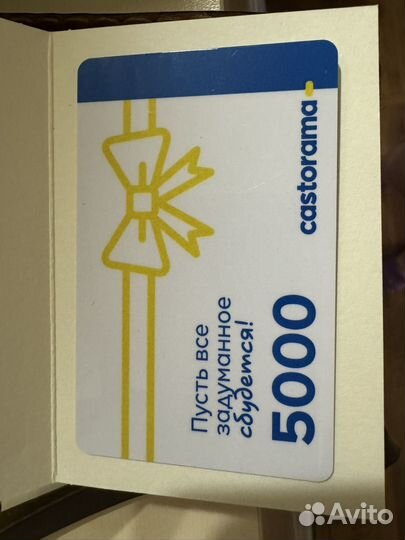 castorama
Пусть все
задуманное
сбудется!
5000
Avito